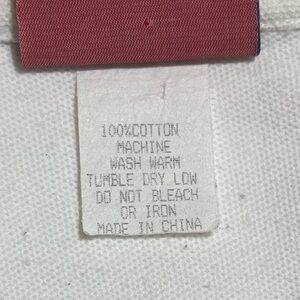 100%COTTON
MACHINE
WASH WARM
TUMBLE DRY LOW
DO NOT BLEACH
OR IRON
MADE IN CHINA